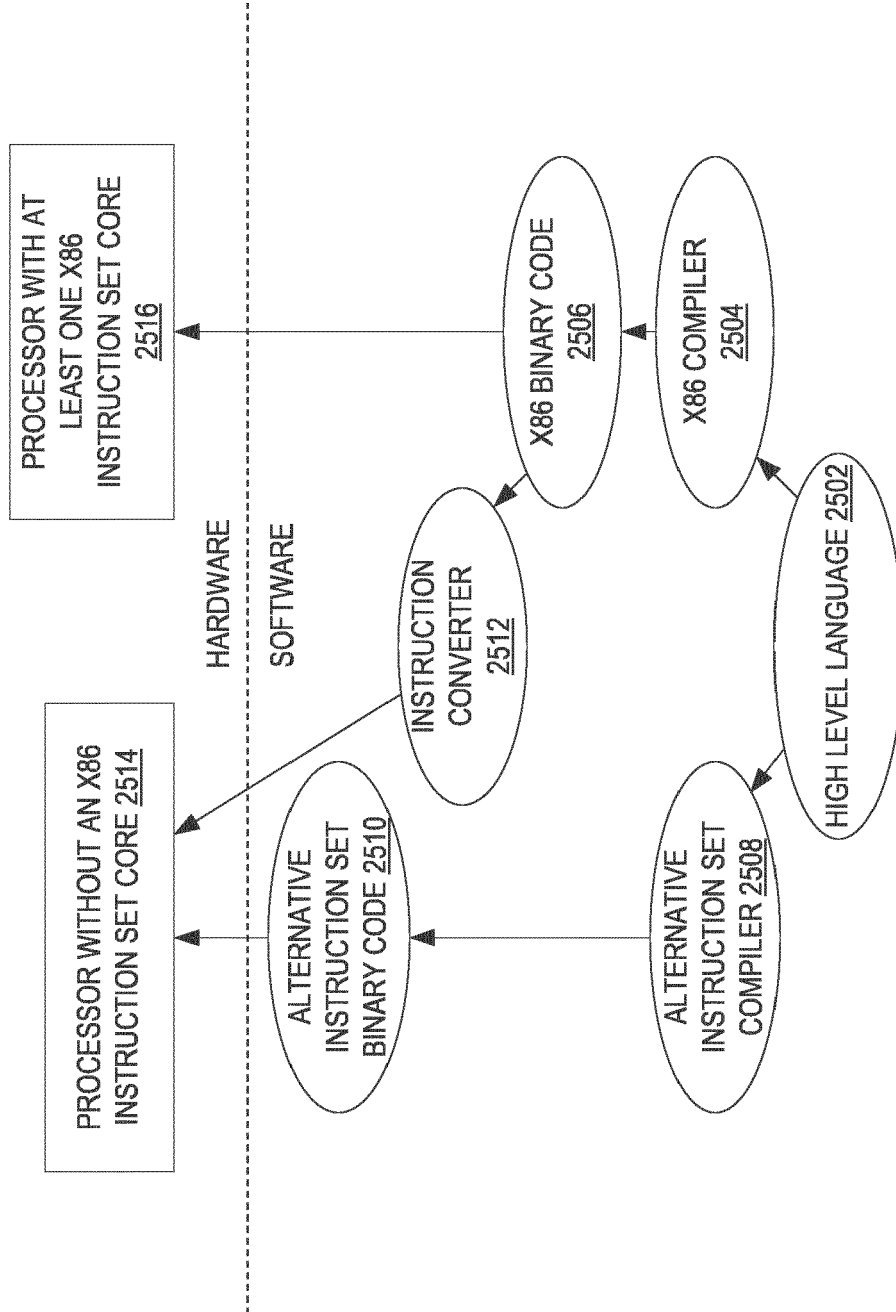 PROCESSOR WITHOUT AN X86
INSTRUCTION SET CORE 2514
PROCESSOR WITH AT
LEAST ONE X86
INSTRUCTION SET CORE
2516
HARDWARE
SOFTWARE
ALTERNATIVE
INSTRUCTION SET
BINARY CODE 2510
INSTRUCTION
CONVERTER
2512
X86 BINARY CODE
2506
ALTERNATIVE
INSTRUCTION SET
COMPILER 2508
X86 COMPILER
2504
HIGH LEVEL LANGUAGE 2502